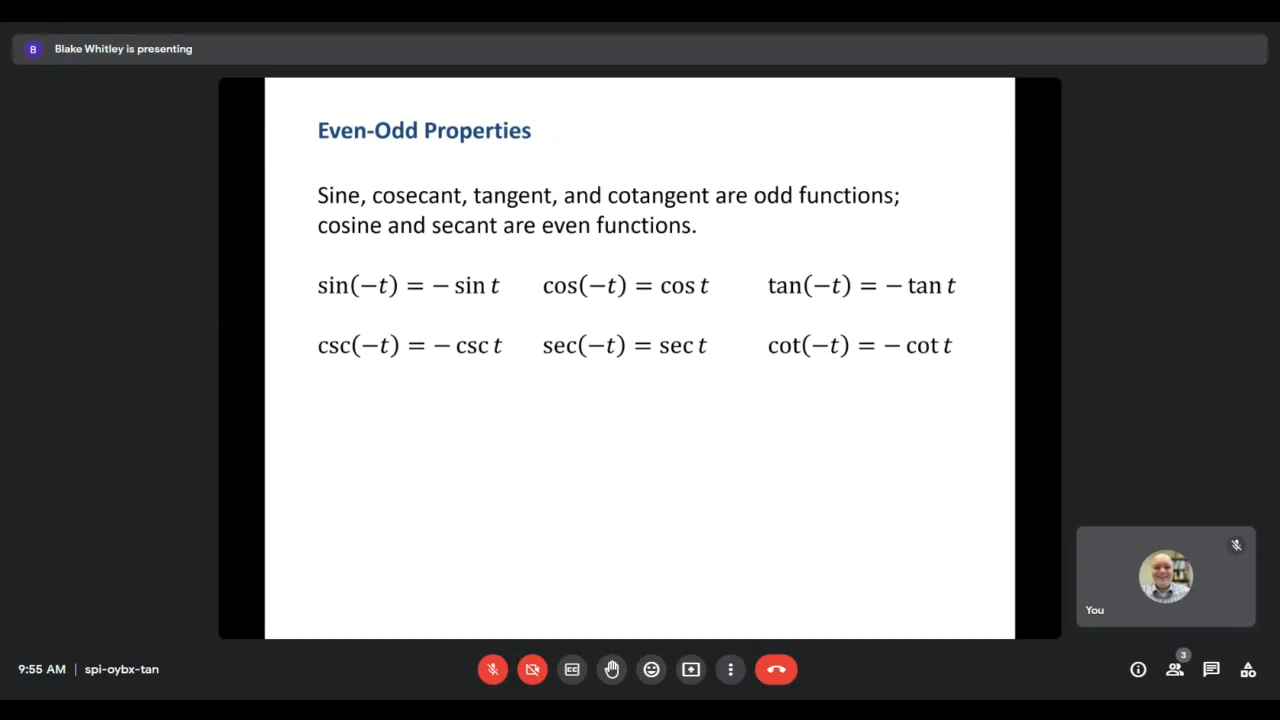 B Blake Whitley is presenting
Even-Odd Properties
Sine, cosecant, tangent, and cotangent are odd functions;
cosine and secant are even functions.
sin(−t) = − sin t cos(−t) = cos t tan(−t) = − tan t
csc(−t) = − csc t sec(−t) = sec t cot(−t) = − cot t
You
9:55 AM | spi-oybx-tan
CC
3